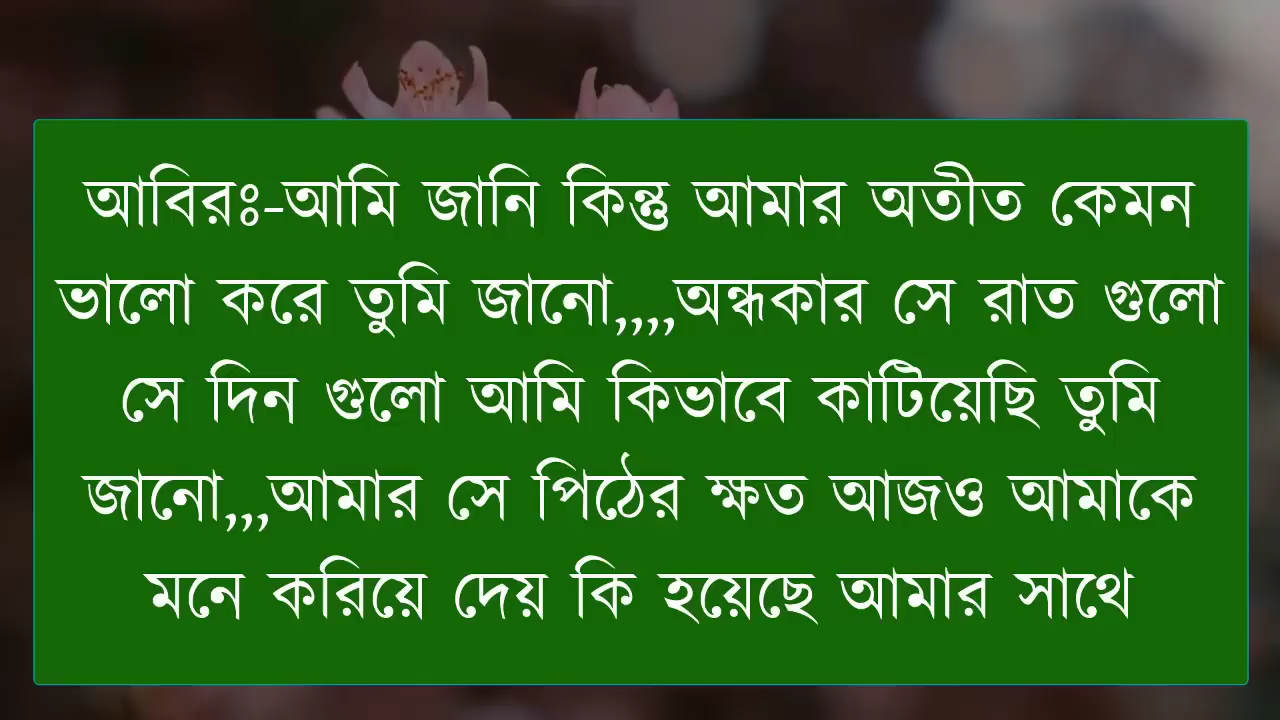 আবিরঃ-আমি জানি কিন্তু আমার অতীত কেমন
ভালো করে তুমি জানো,,,,অন্ধকার সে রাত গুলো
সে দিন গুলো আমি কিভাবে কাটিয়েছি তুমি
জানো,,,আমার সে পিঠের ক্ষত আজও আমাকে
মনে করিয়ে দেয় কি হয়েছে আমার সাথে